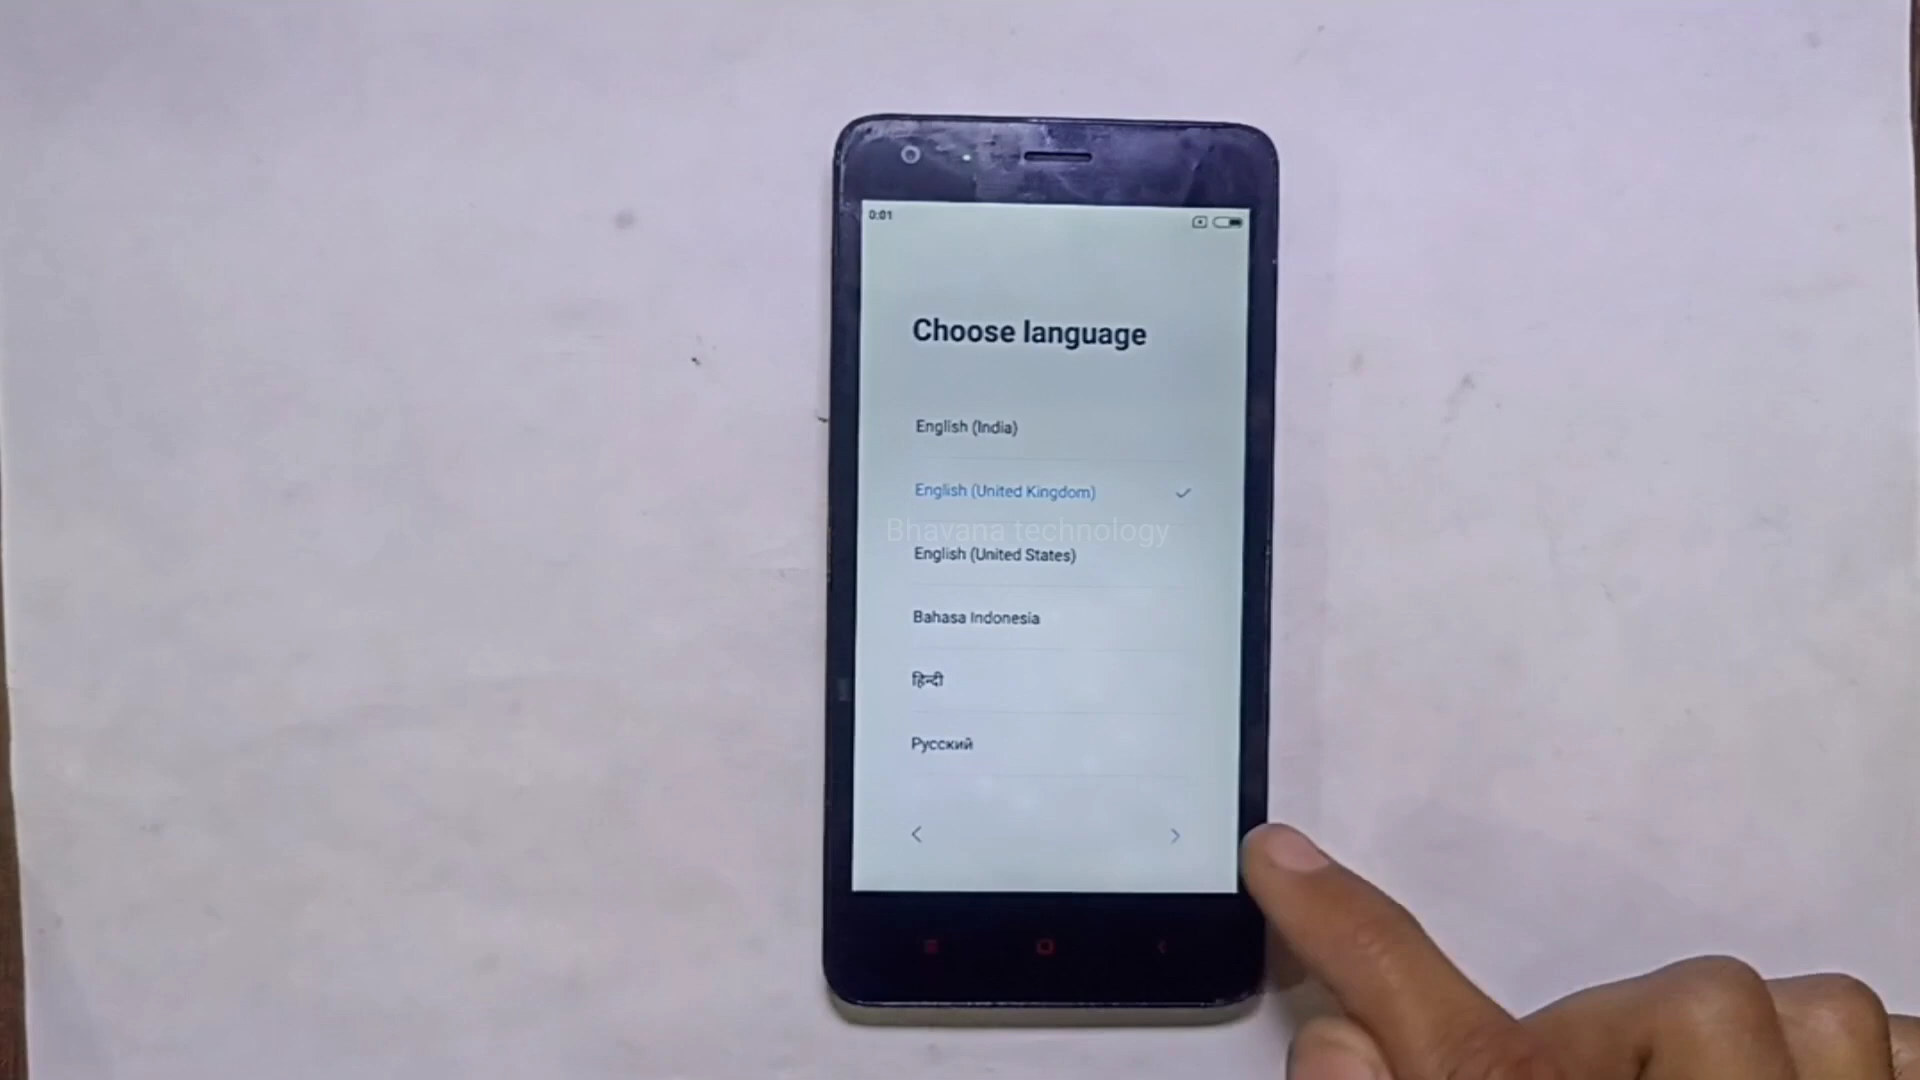 0:01
Choose language
English (India)
English (United Kingdom)
Bhavana technology
English (United States)
Bahasa Indonesia
हिन्दी
Русский